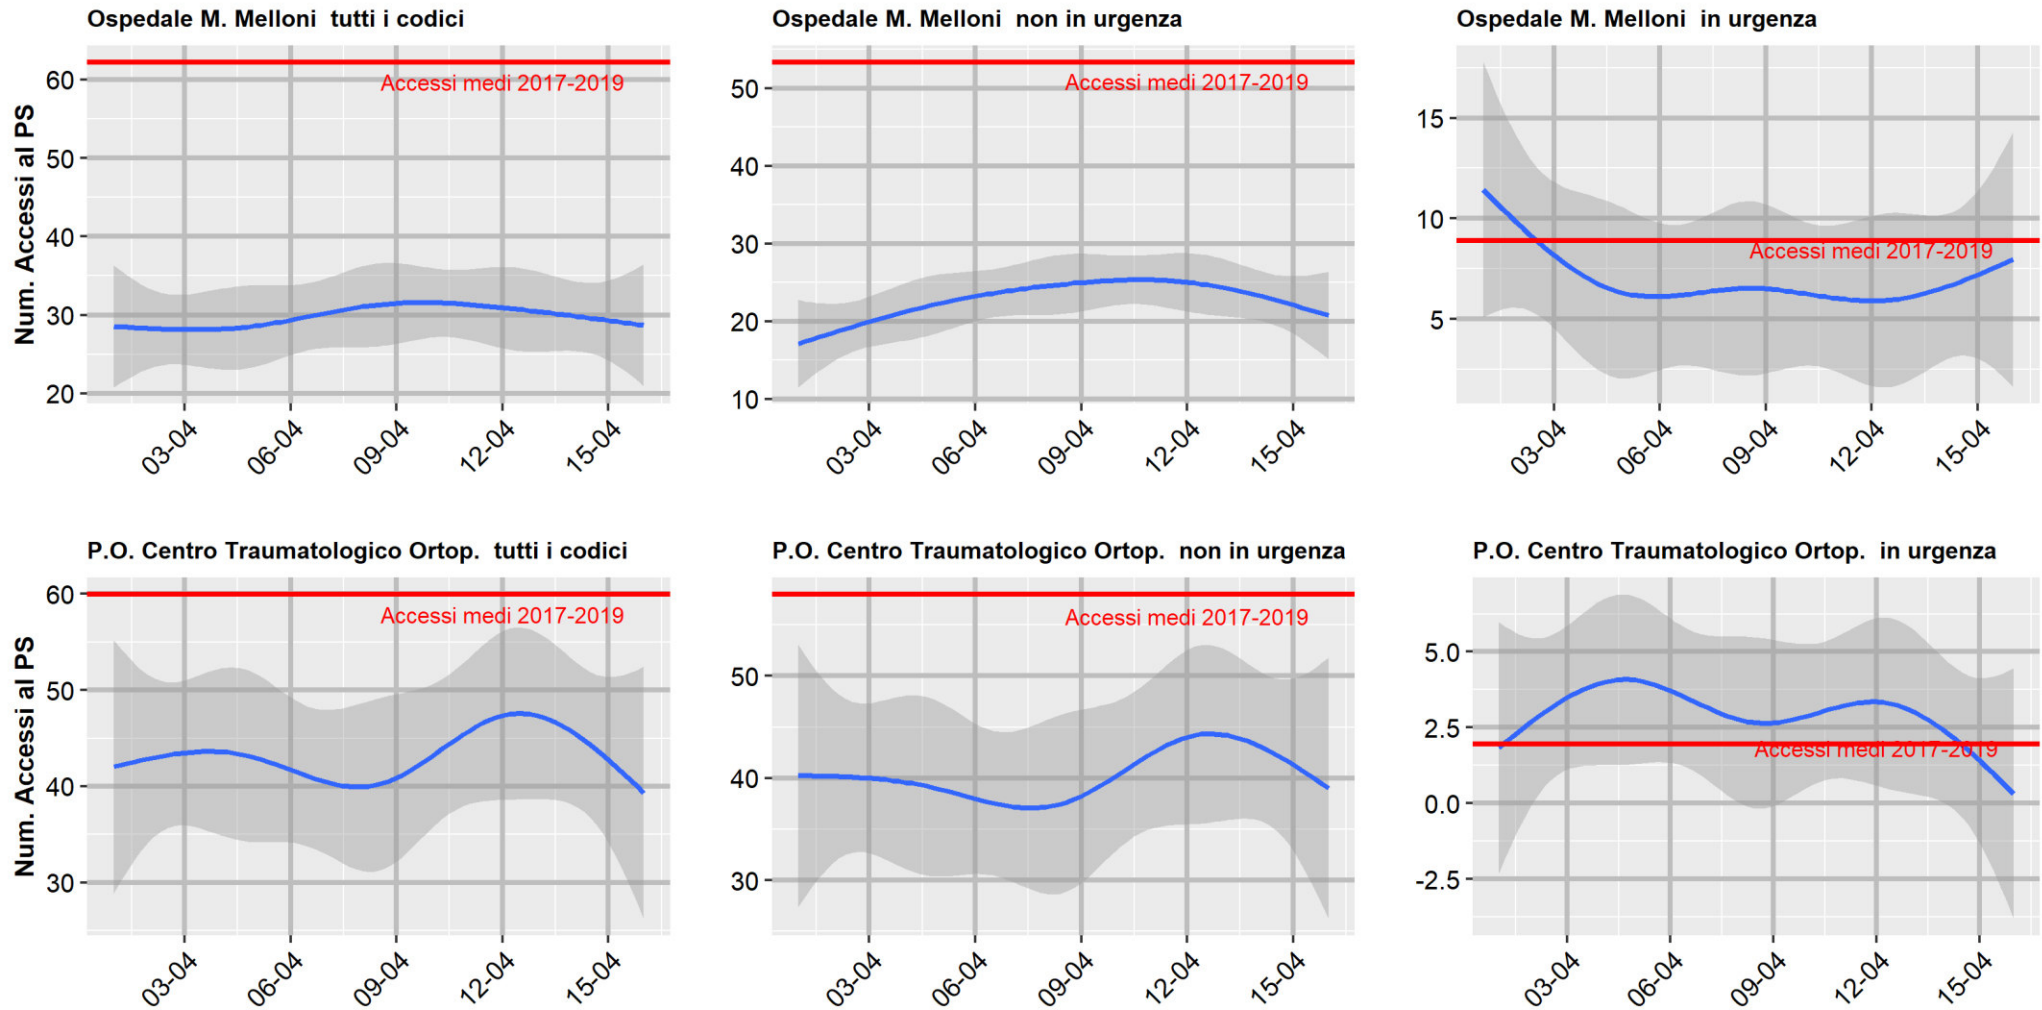 Ospedale M. Melloni  tutti i codici
Num. Accessi al PS
60
50
40
30
20
Accessi medi 2017-2019
03-04 06-04 09-04 12-04 15-04
Ospedale M. Melloni  non in urgenza
50
40
30
20
10
Accessi medi 2017-2019
03-04 06-04 09-04 12-04 15-04
Ospedale M. Melloni  in urgenza
15
10
5
Accessi medi 2017-2019
03-04 06-04 09-04 12-04 15-04
P.O. Centro Traumatologico Ortop.  tutti i codici
Num. Accessi al PS
60
50
40
30
Accessi medi 2017-2019
03-04 06-04 09-04 12-04 15-04
P.O. Centro Traumatologico Ortop.  non in urgenza
50
40
30
Accessi medi 2017-2019
03-04 06-04 09-04 12-04 15-04
P.O. Centro Traumatologico Ortop.  in urgenza
5.0
2.5
0.0
-2.5
Accessi medi 2017-2019
03-04 06-04 09-04 12-04 15-04